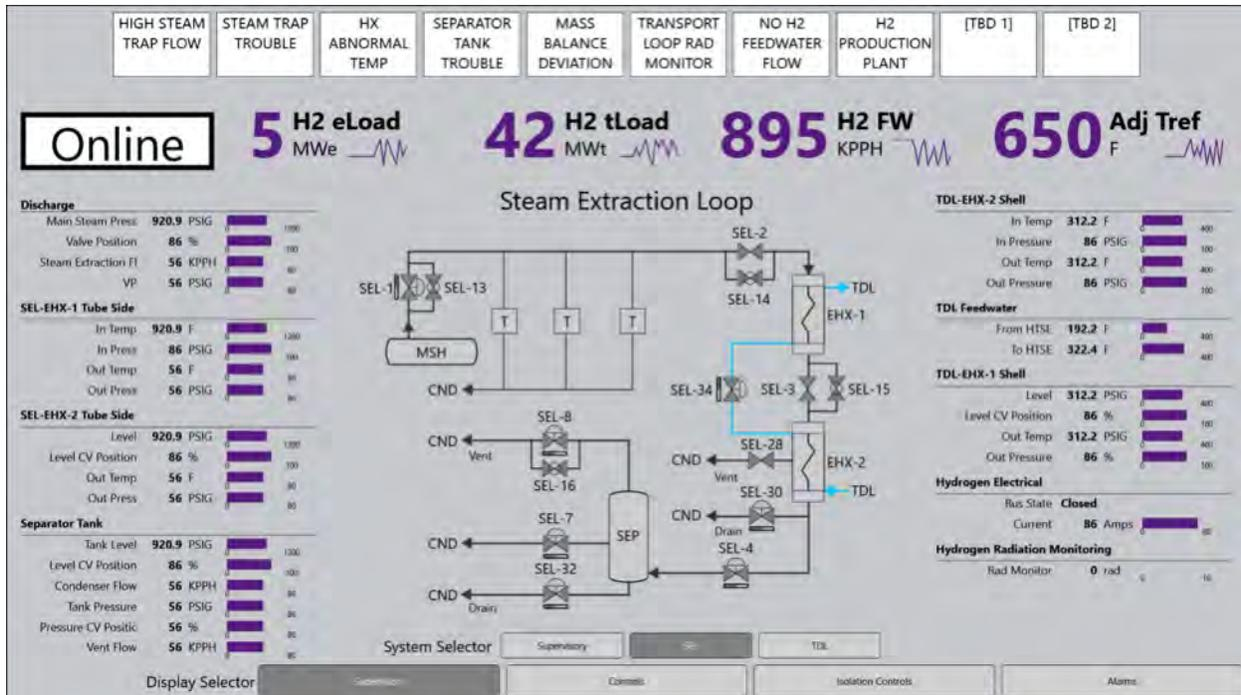 HIGH STEAM
TRAP FLOW
STEAM TRAP
TROUBLE
HX
ABNORMAL
TEMP
SEPARATOR
TANK
TROUBLE
MASS
BALANCE
DEVIATION
TRANSPORT
LOOP RAD
MONITOR
NO H2
FEEDWATER
FLOW
H2
PRODUCTION
PLANT
[TBD 1]
[TBD 2]
Online
5 H2 eLoad
MWe
42 H2 tLoad
MWt
895 H2 FW
KPPH
650 Adj Tref
F
Discharge
Main Steam Press 920.9 PSIG
Valve Position 86 %
Steam Extraction Fl 56 KPPH
VP 56 PSIG
SEL-EHX-1 Tube Side
In Temp 920.9 F
In Press 86 PSIG
Out Temp 56 F
Out Press 56 PSIG
SEL-EHX-2 Tube Side
Level 920.9 PSIG
Level CV Position 86 %
Out Temp 56 F
Out Press 56 PSIG
Separator Tank
Tank Level 920.9 PSIG
Level CV Position 86 %
Condenser Flow 56 KPPH
Tank Pressure 56 PSIG
Pressure CV Positic 56 %
Vent Flow 56 KPPH
Steam Extraction Loop
SEL-2
SEL-1
SEL-13
SEL-14
TDL
EHX-1
T
T
T
MSH
CND
SEL-34
SEL-3
SEL-15
SEL-8
CND
Vent
SEL-16
SEL-28
CND
Vent
EHX-2
SEL-30
TDL
CND
Drain
SEL-7
CND
SEP
SEL-4
SEL-32
CND
Drain
TDL-EHX-2 Shell
In Temp 312.2 F
In Pressure 86 PSIG
Out Temp 312.2 F
Out Pressure 86 PSIG
TDL Feedwater
From HTSE 192.2 F
To HTSE 322.4 F
TDL-EHX-1 Shell
Level 312.2 PSIG
Level CV Position 86 %
Out Temp 312.2 PSIG
Out Pressure 86 %
Hydrogen Electrical
Bus State Closed
Current 86 Amps
Hydrogen Radiation Monitoring
Rad Monitor 0 rad
System Selector
Supervisory
SEL
TDL
Display Selector
Supervisory
Controls
Isolation Controls
Alarms